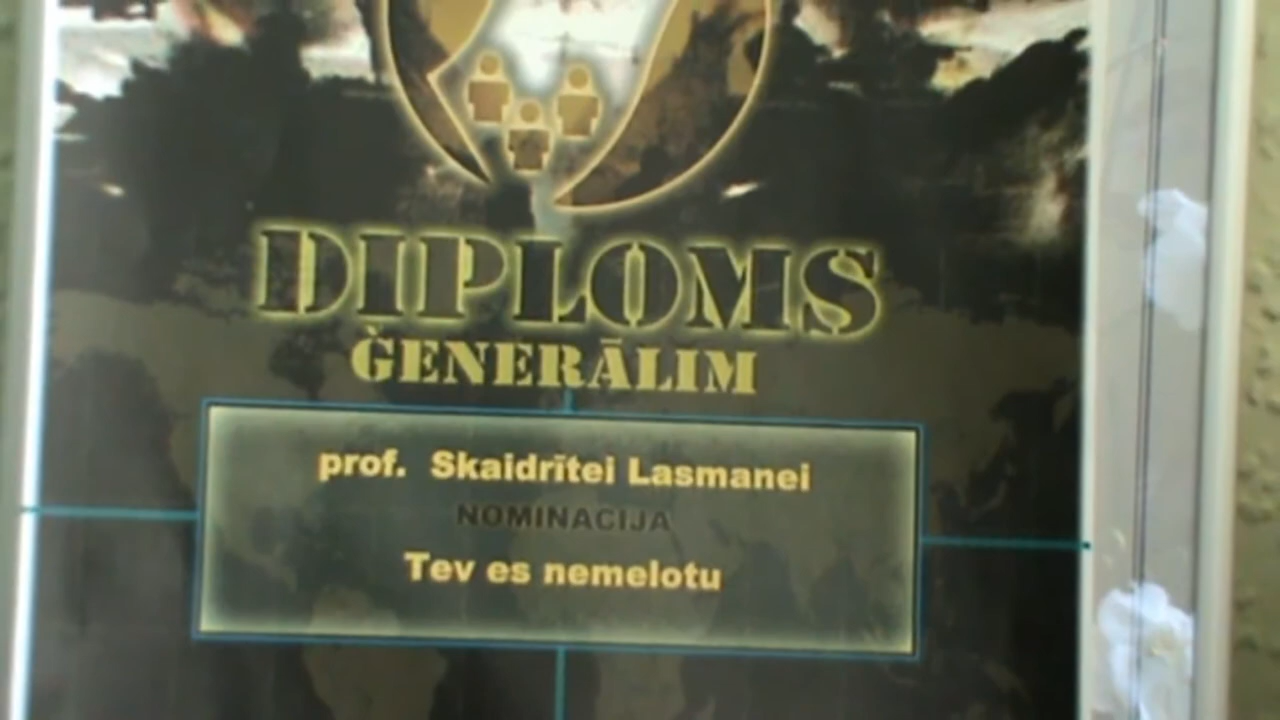 DIPLOMS
ĢENERĀLIM
prof. Skaidrītei Lasmanei
NOMINACIJA
Tev es nemelotu